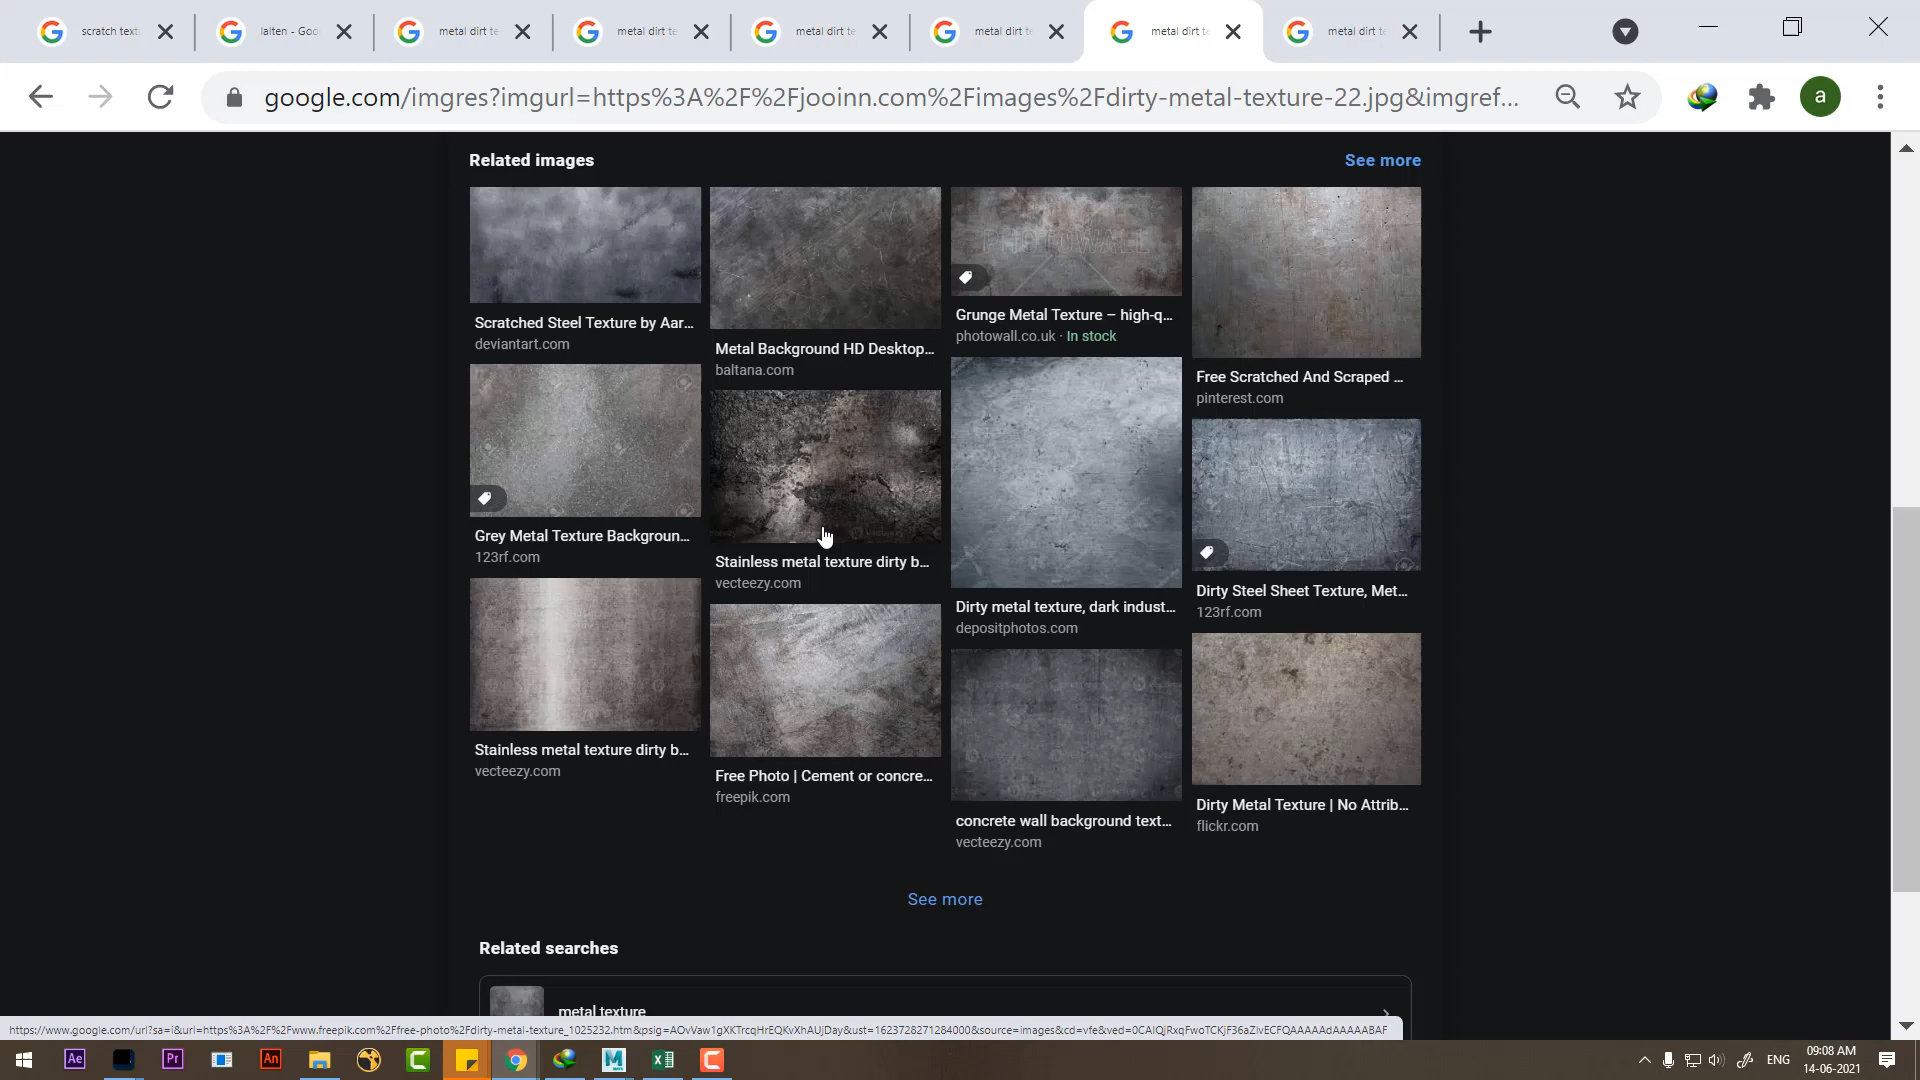 scratch text
lalten - Goo
metal dirt te
metal dirt te
metal dirt te
metal dirt te
metal dirt te
metal dirt te
google.com/imgres?imgurl=https%3A%2F%2Fjooinn.com%2Fimages%2Fdirty-metal-texture-22.jpg&imgref...
a
Related images
See more
PHOTOWALL
Scratched Steel Texture by Aar...
deviantart.com
Metal Background HD Desktop...
baltana.com
Grunge Metal Texture – high-q...
photowall.co.uk · In stock
Free Scratched And Scraped ...
pinterest.com
Grey Metal Texture Backgroun...
123rf.com
Stainless metal texture dirty b...
vecteezy.com
Dirty metal texture, dark indust...
depositphotos.com
Dirty Steel Sheet Texture, Met...
123rf.com
Stainless metal texture dirty b...
vecteezy.com
Free Photo | Cement or concre...
freepik.com
concrete wall background text...
vecteezy.com
Dirty Metal Texture | No Attrib...
flickr.com
See more
Related searches
metal texture
Ae
Pr
An
ENG
09:08 AM
14-06-2021